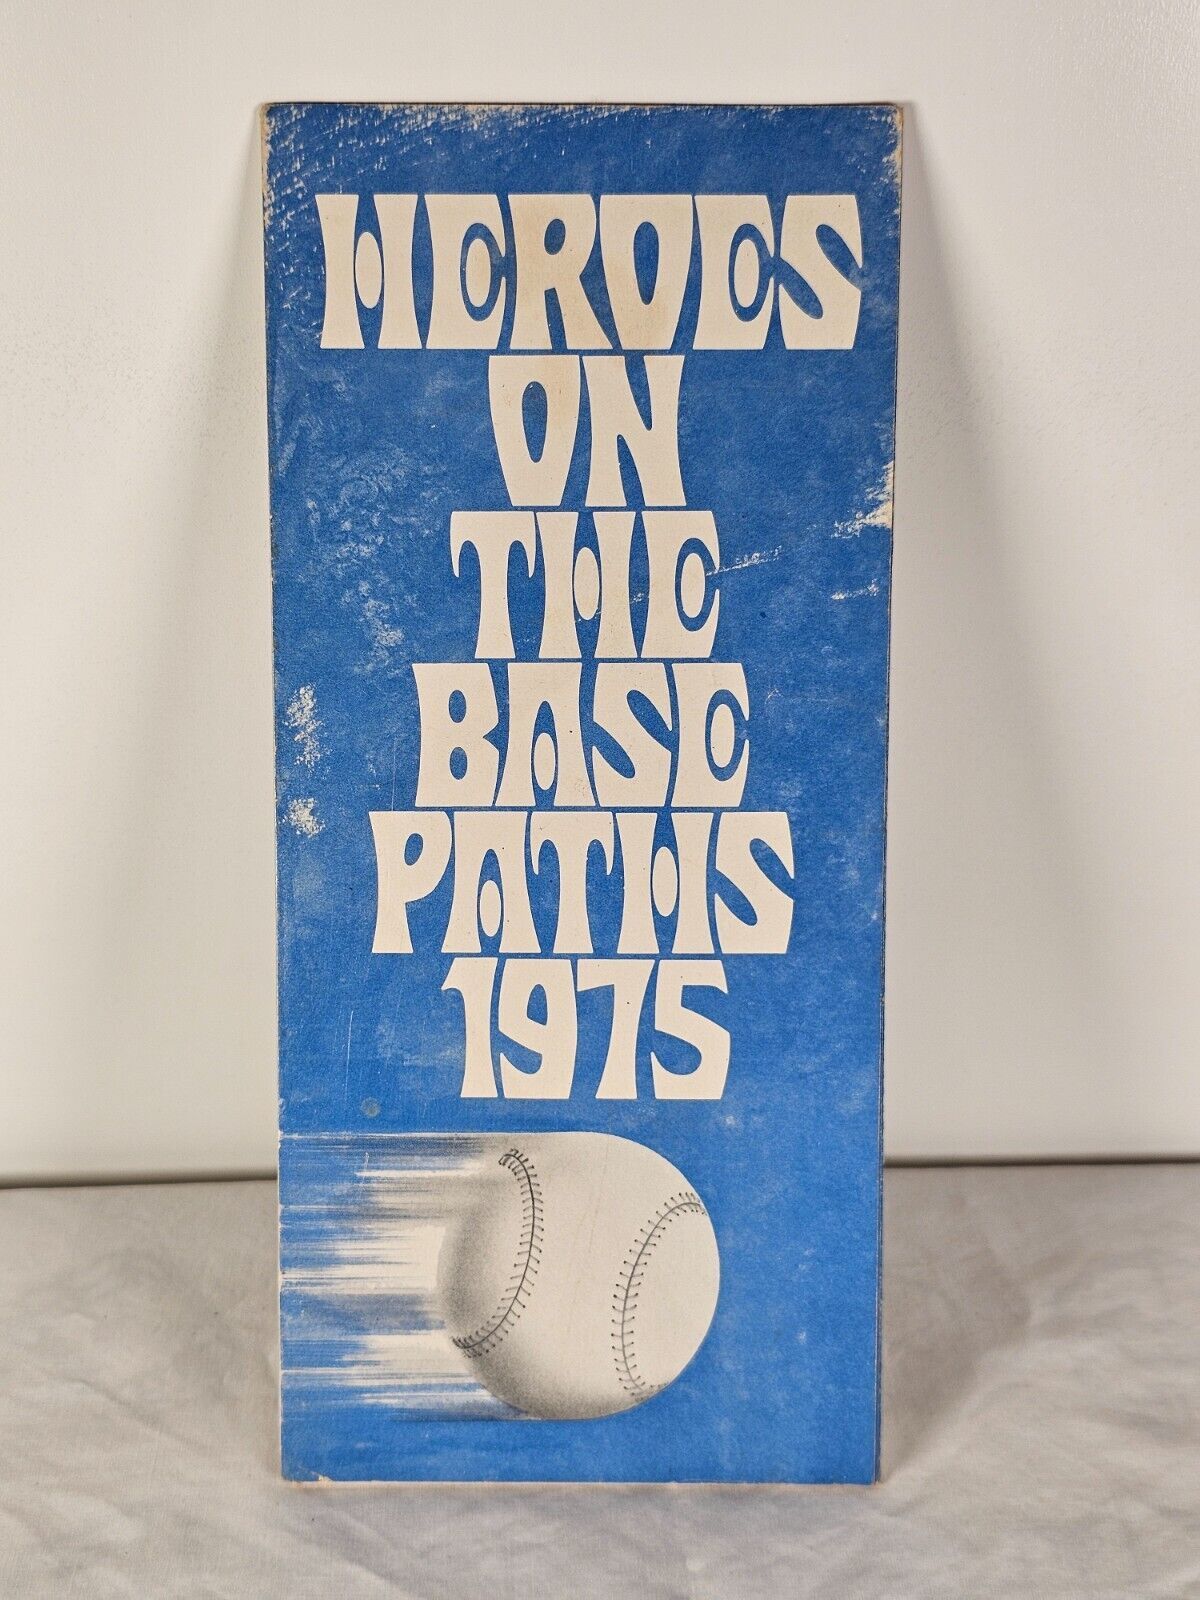 HEROES
ON
THE
BASE
PATHS
1975